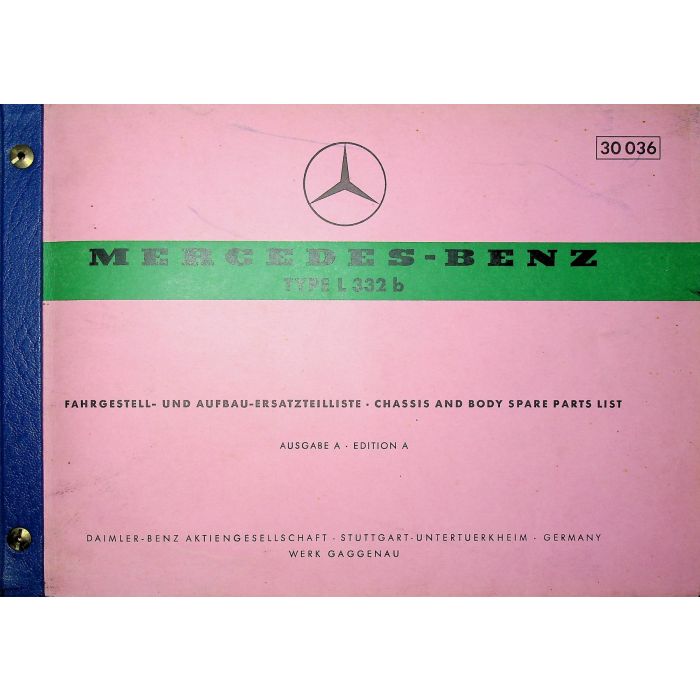 30 036
MERCEDES-BENZ
TYPE L 332 b
FAHRGESTELL- UND AUFBAU-ERSATZTEILLISTE · CHASSIS AND BODY SPARE PARTS LIST
AUSGABE A · EDITION A
DAIMLER-BENZ AKTIENGESELLSCHAFT · STUTTGART-UNTERTUERKHEIM · GERMANY
WERK GAGGENAU